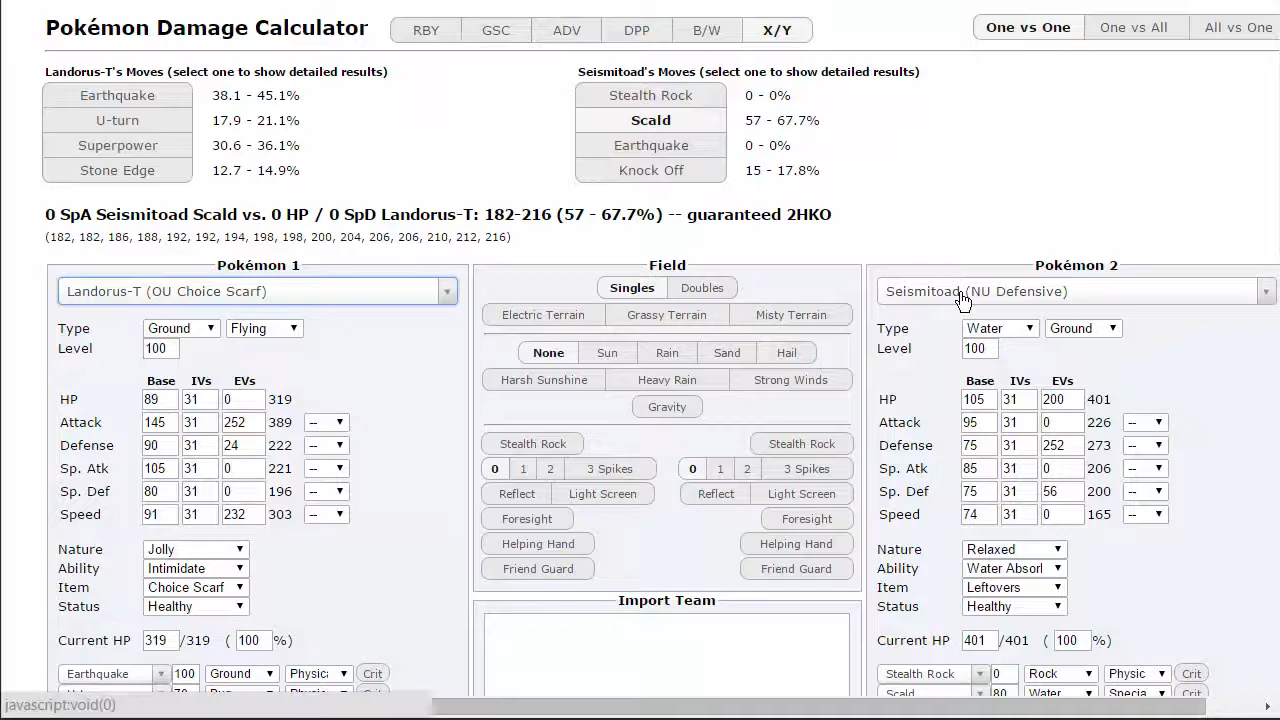 Pokémon Damage Calculator RBY GSC ADV DPP B/W X/Y One vs One One vs All All vs One
Landorus-T's Moves (select one to show detailed results) Seismitoad's Moves (select one to show detailed results)
Earthquake 38.1 - 45.1% Stealth Rock 0 - 0%
U-turn 17.9 - 21.1% Scald 57 - 67.7%
Superpower 30.6 - 36.1% Earthquake 0 - 0%
Stone Edge 12.7 - 14.9% Knock Off 15 - 17.8%
0 SpA Seismitoad Scald vs. 0 HP / 0 SpD Landorus-T: 182-216 (57 - 67.7%) -- guaranteed 2HKO
(182, 182, 186, 188, 192, 192, 194, 198, 198, 200, 204, 206, 206, 210, 212, 216)
Pokémon 1
Landorus-T (OU Choice Scarf)
Type Ground Flying
Level 100
Base IVs EVs
HP 89 31 0 319
Attack 145 31 252 389 --
Defense 90 31 24 222 --
Sp. Atk 105 31 0 221 --
Sp. Def 80 31 0 196 --
Speed 91 31 232 303 --
Nature Jolly
Ability Intimidate
Item Choice Scarf
Status Healthy
Current HP 319 /319 ( 100 %)
Earthquake 100 Ground Physic Crit
Field
Singles Doubles
Electric Terrain Grassy Terrain Misty Terrain
None Sun Rain Sand Hail
Harsh Sunshine Heavy Rain Strong Winds
Gravity
Stealth Rock Stealth Rock
0 1 2 3 Spikes 0 1 2 3 Spikes
Reflect Light Screen Reflect Light Screen
Foresight Foresight
Helping Hand Helping Hand
Friend Guard Friend Guard
Import Team
Pokémon 2
Seismitoad (NU Defensive)
Type Water Ground
Level 100
Base IVs EVs
HP 105 31 200 401
Attack 95 31 0 226 --
Defense 75 31 252 273 --
Sp. Atk 85 31 0 206 --
Sp. Def 75 31 56 200 --
Speed 74 31 0 165 --
Nature Relaxed
Ability Water Absorl
Item Leftovers
Status Healthy
Current HP 401 /401 ( 100 %)
Stealth Rock 0 Rock Physic Crit
Scald 80 Water Specia Crit
javascript:void(0)